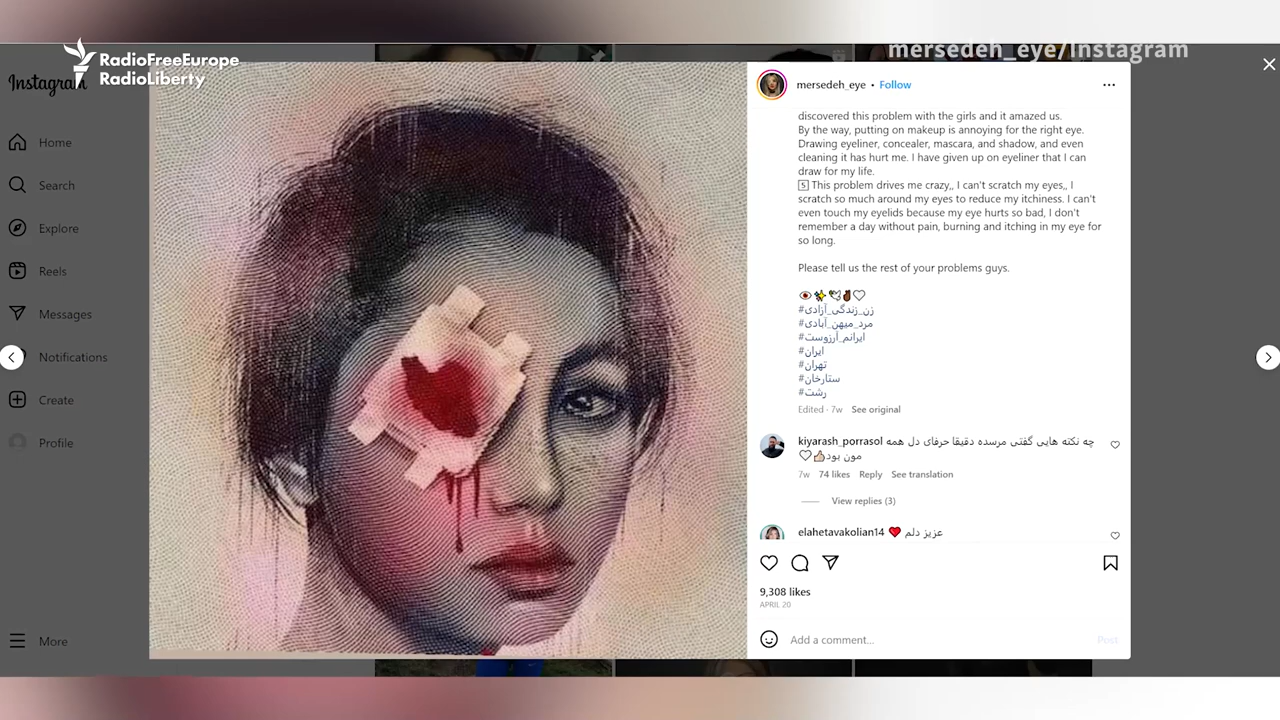 RadioFreeEurope
RadioLiberty
mersedeh_eye/Instagram
Instagram
Home
Search
Explore
Reels
Messages
Notifications
Create
Profile
More
mersedeh_eye • Follow
discovered this problem with the girls and it amazed us.
By the way, putting on makeup is annoying for the right eye.
Drawing eyeliner, concealer, mascara, and shadow, and even
cleaning it has hurt me. I have given up on eyeliner that I can
draw for my life.
5 This problem drives me crazy,, I can't scratch my eyes,, I
scratch so much around my eyes to reduce my itchiness. I can't
even touch my eyelids because my eye hurts so bad, I don't
remember a day without pain, burning and itching in my eye for
so long.
Please tell us the rest of your problems guys.
👁️✨🕊️✌🏾🤍
#زن_زندگی_آزادی
#مرد_میهن_آبادی
#ایرانم_آرزوست
#ایران
#تهران
#ستارخان
#رشت
Edited · 7w See original
kiyarash_porrasol چه نکته هایی گفتی مرسده دقیقا حرفای دل همه
مون بود👍🏼🤍
7w 74 likes Reply See translation
View replies (3)
elahetavakolian14 ❤️ عزیز دلم
9,308 likes
APRIL 20
Add a comment...
Post